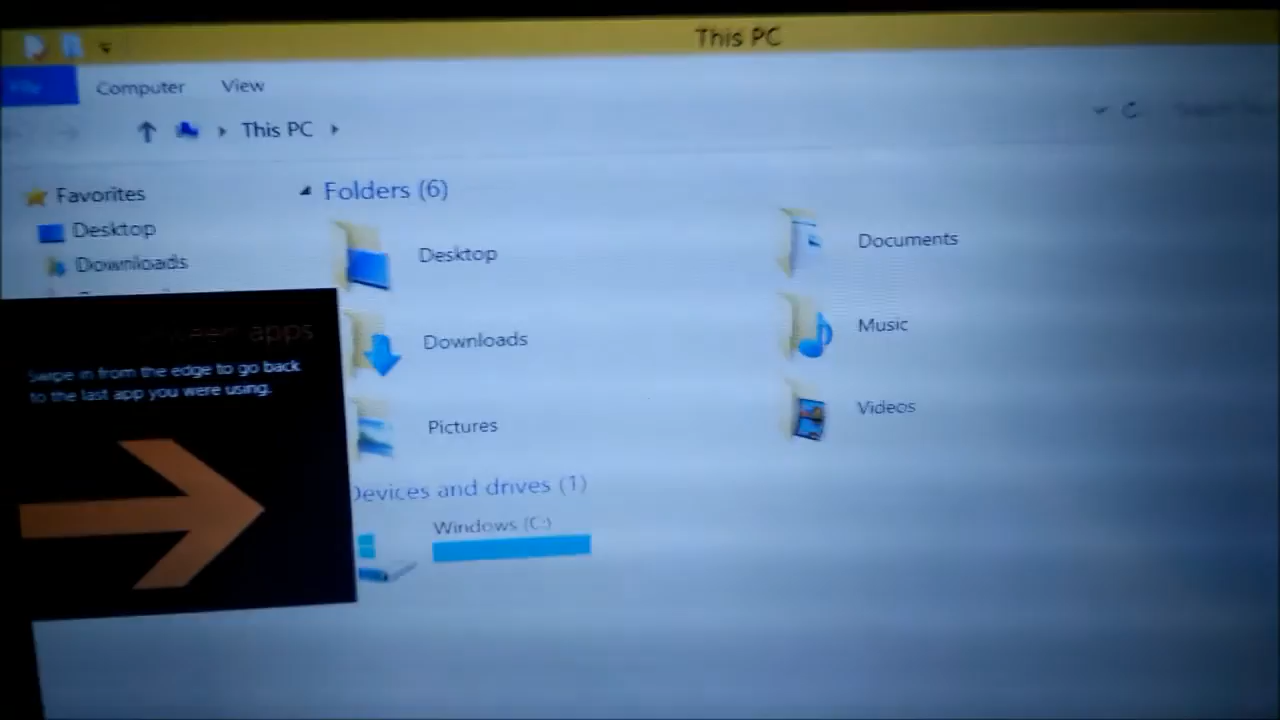 This PC
Computer View
This PC
Favorites
Folders (6)
Desktop
Desktop
Documents
Downloads
Downloads
Music
apps
Swipe in from the edge to go back
to the last app you were using.
Pictures
Videos
Devices and drives (1)
Windows (C:)